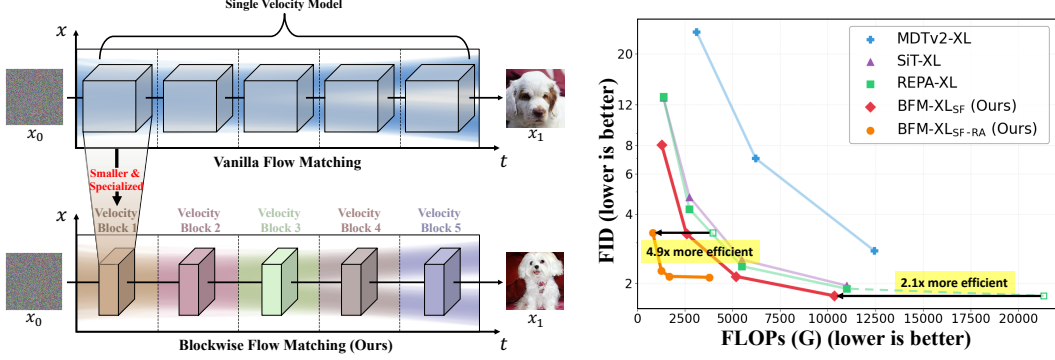 Single Velocity Model
x
x₀
x₁
t
Vanilla Flow Matching
Smaller &
Specialized
x
Velocity
Block 1
Velocity
Block 2
Velocity
Block 3
Velocity
Block 4
Velocity
Block 5
x₀
x₁
t
Blockwise Flow Matching (Ours)
FID (lower is better)
20
12
8
6
4
2
MDTv2-XL
SiT-XL
REPA-XL
BFM-XL_SF (Ours)
BFM-XL_SF-RA (Ours)
4.9x more efficient
2.1x more efficient
0 2500 5000 7500 10000 12500 15000 17500 20000
FLOPs (G) (lower is better)